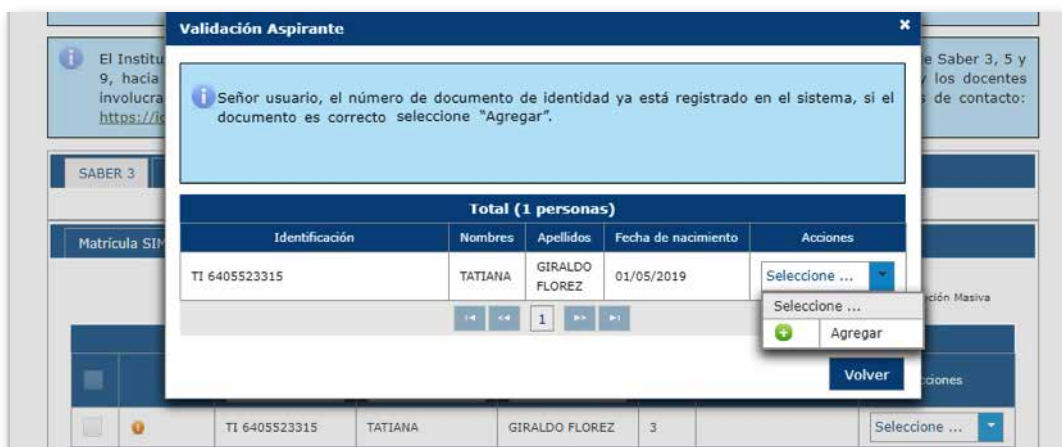 Validación Aspirante
El Institu
e Saber 3, 5 y
9, hacia
y los docentes
involucra
s de contacto:
https://ic
Señor usuario, el número de documento de identidad ya está registrado en el sistema, si el
documento es correcto seleccione "Agregar".
SABER 3
Total (1 personas)
Matrícula SIM
Identificación Nombres Apellidos Fecha de nacimiento Acciones
TI 6405523315 TATIANA GIRALDO FLOREZ 01/05/2019 Seleccione ...
Seleccione ...
ción Masiva
1
Agregar
Volver
ciones
TI 6405523315 TATIANA GIRALDO FLOREZ 3 Seleccione ...